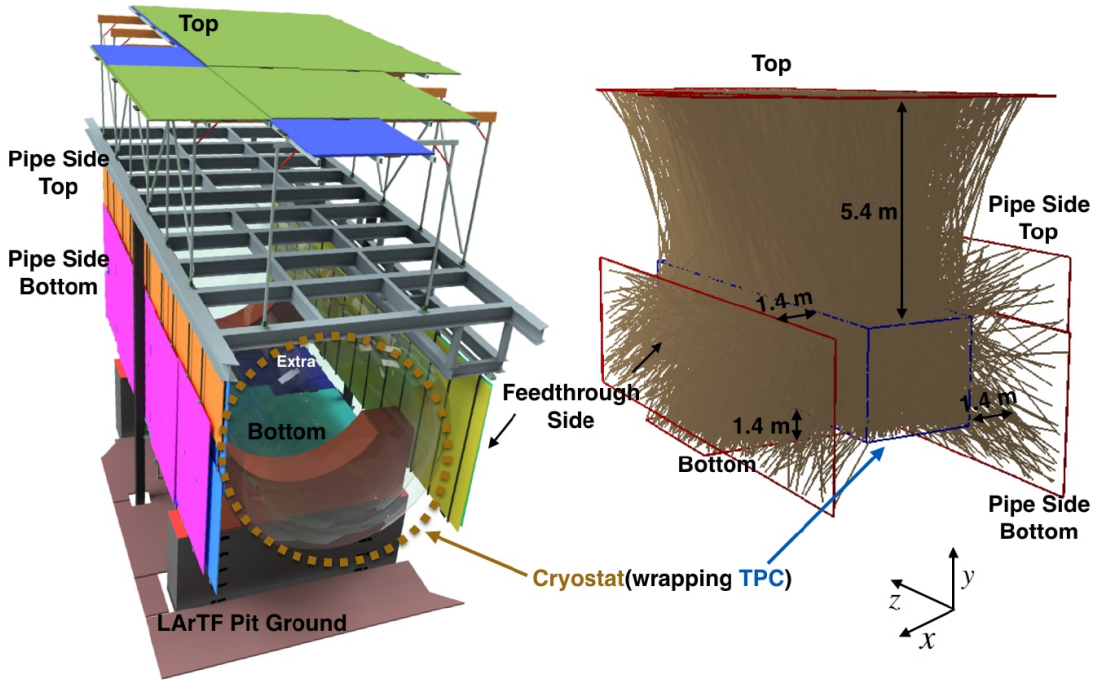 Top
Pipe Side
Top
Pipe Side
Bottom
Extra
Bottom
LArTF Pit Ground
Feedthrough
Side
Cryostat(wrapping TPC)
Top
5.4 m
Pipe Side
Top
1.4 m
1.4 m
1.4 m
Bottom
Pipe Side
Bottom
y
z
x